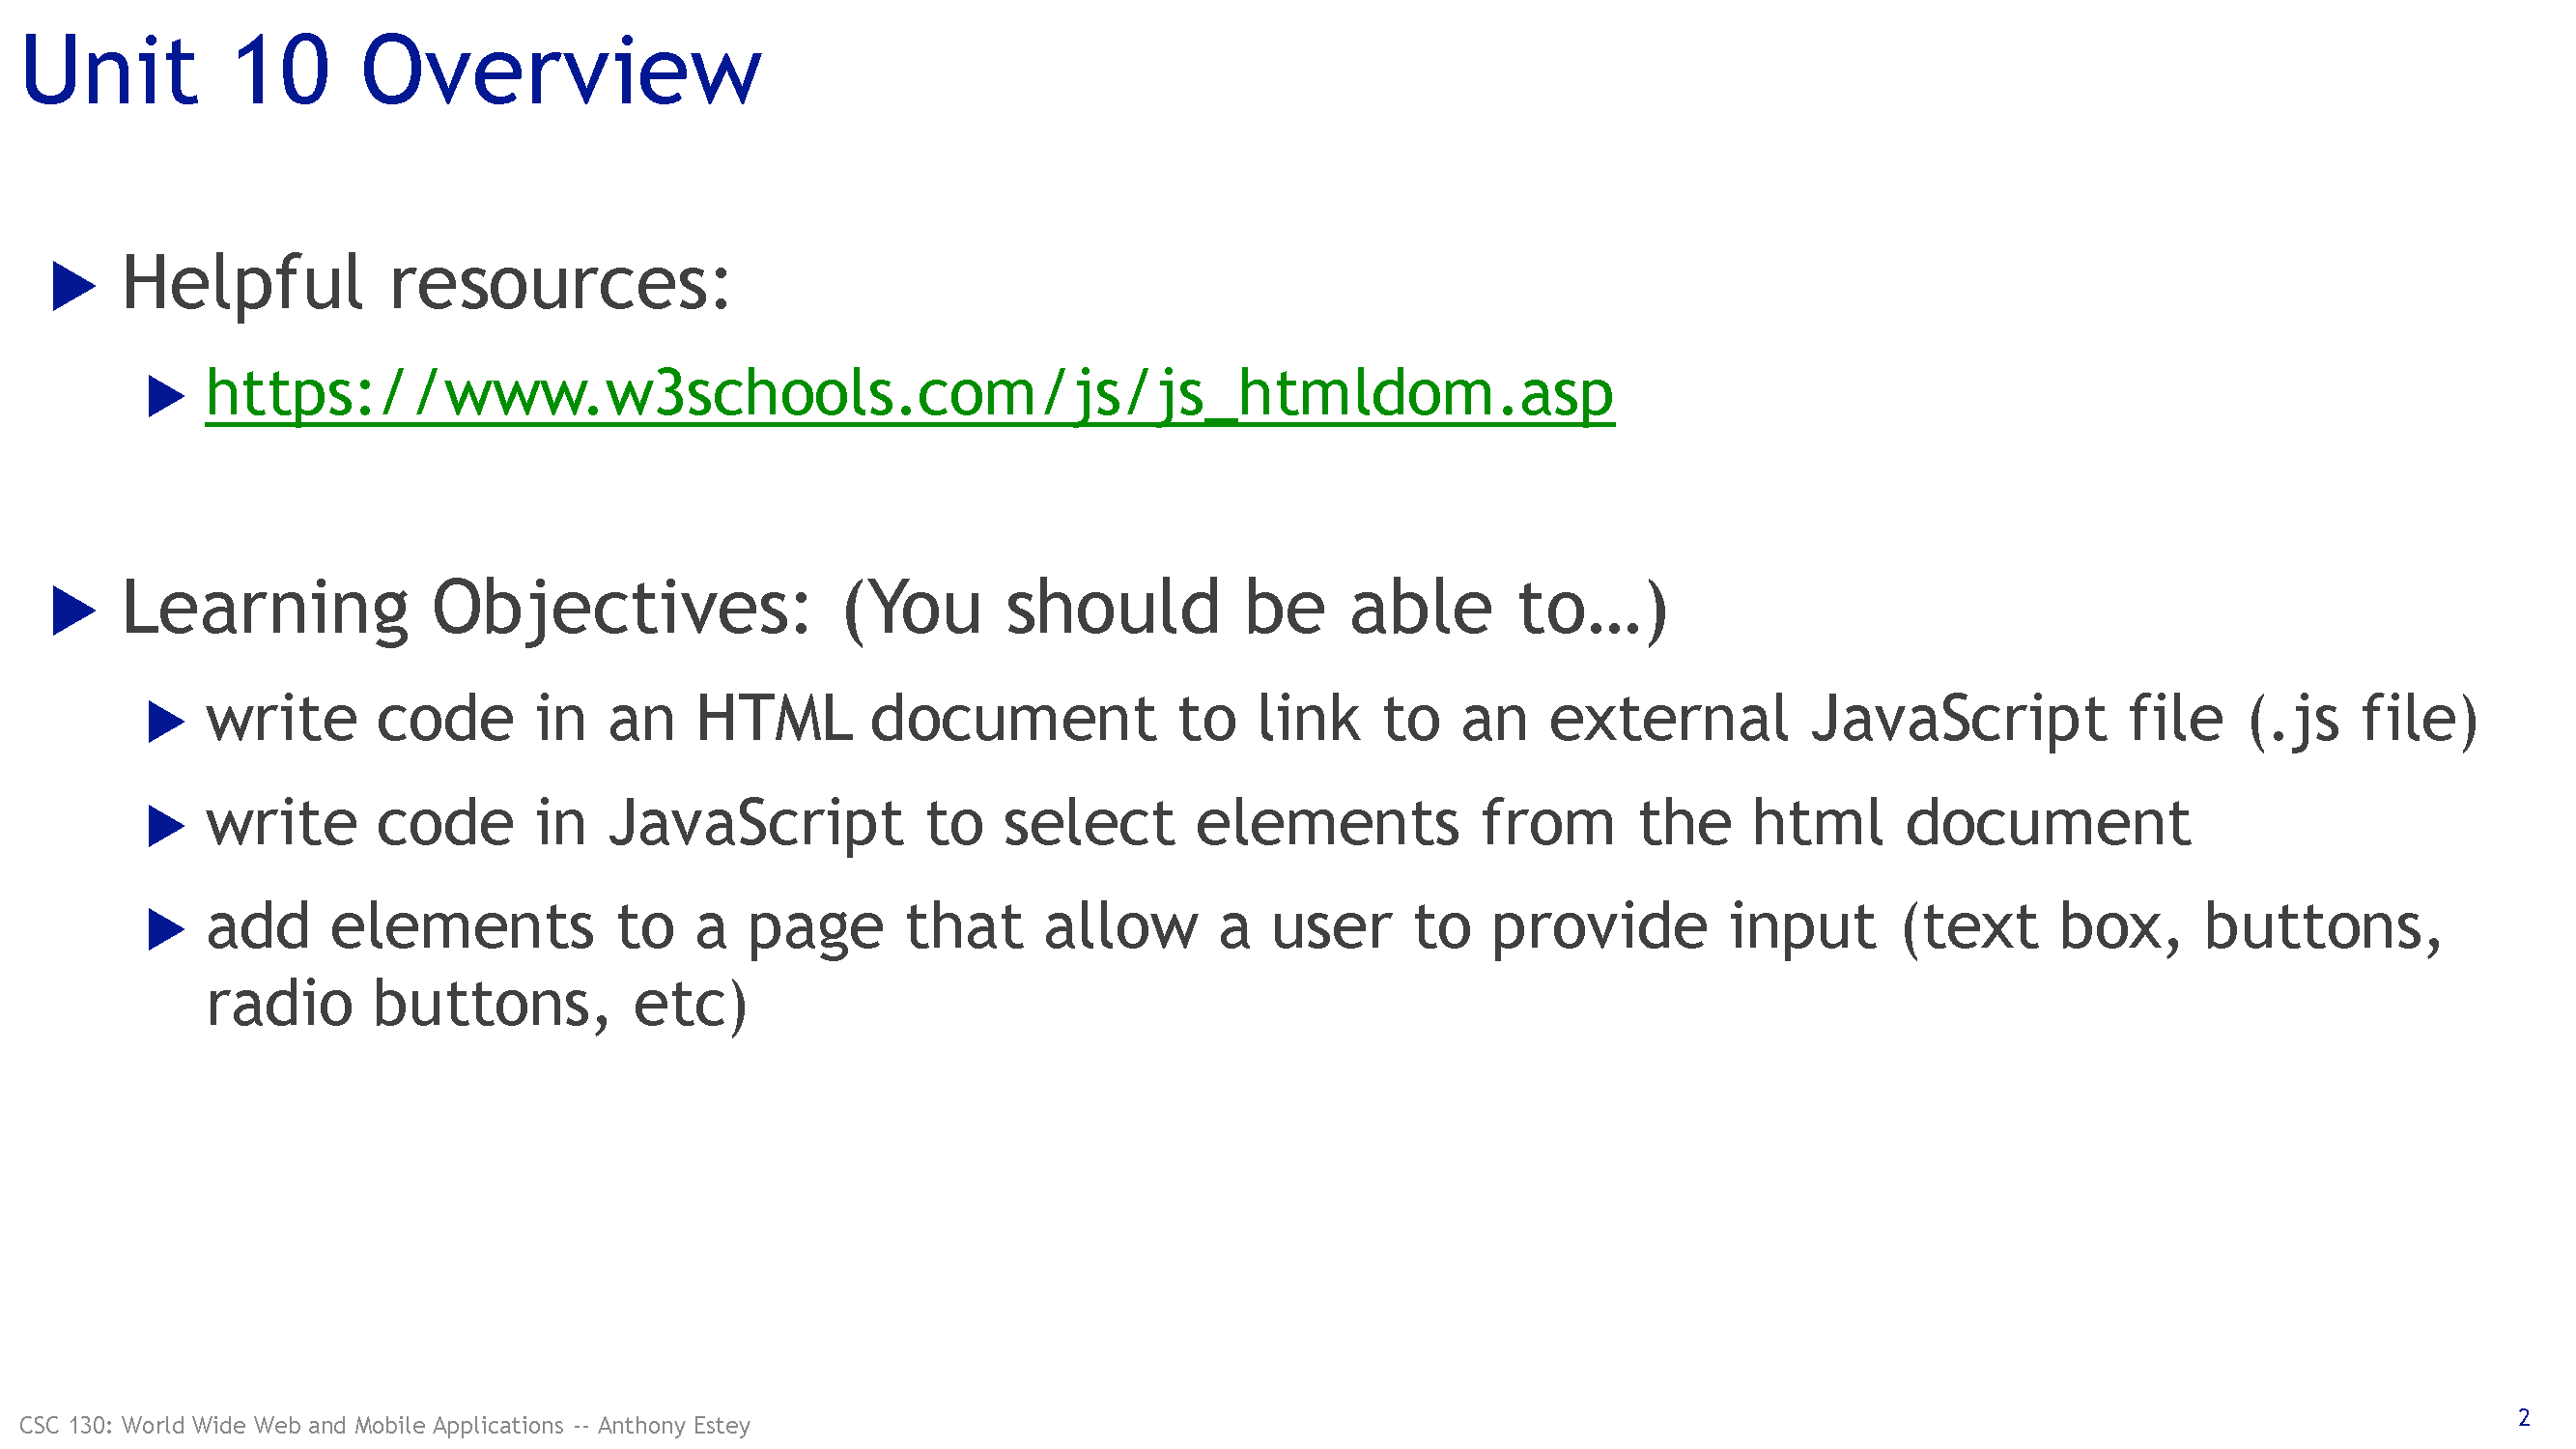 Unit 10 Overview
Helpful resources:
https://www.w3schools.com/js/js_htmldom.asp
Learning Objectives: (You should be able to…)
write code in an HTML document to link to an external JavaScript file (.js file)
write code in JavaScript to select elements from the html document
add elements to a page that allow a user to provide input (text box, buttons,
radio buttons, etc)
CSC 130: World Wide Web and Mobile Applications -- Anthony Estey
2